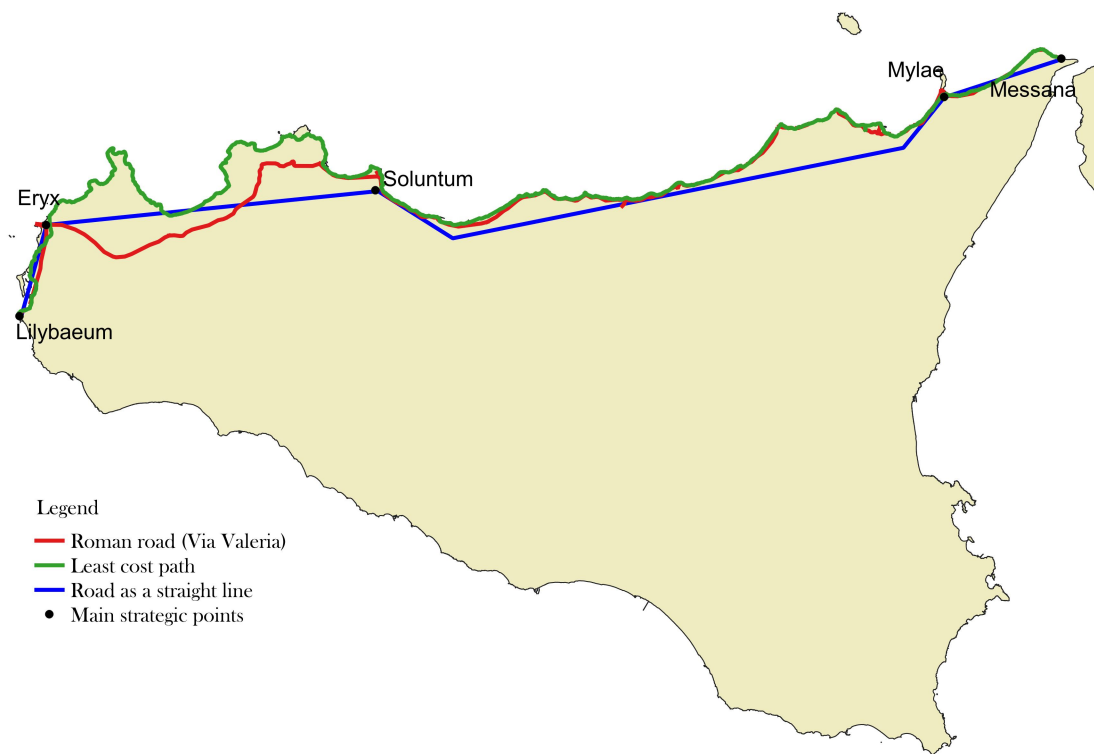 Mylae
Messana
Soluntum
Eryx
Lilybaeum
Legend
Roman road (Via Valeria)
Least cost path
Road as a straight line
Main strategic points